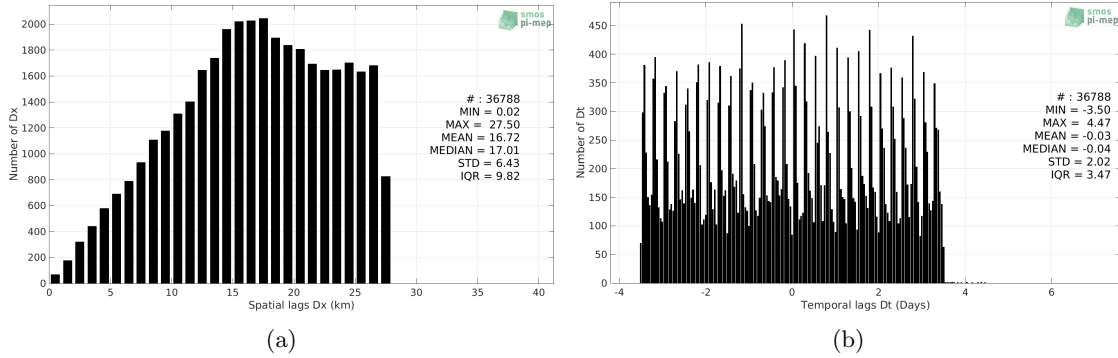 smos
pi-mep
2000
1800
1600
1400
1200
1000
800
600
400
200
0
Number of Dx
# : 36788
MIN = 0.02
MAX = 27.50
MEAN = 16.72
MEDIAN = 17.01
STD = 6.43
IQR = 9.82
0 5 10 15 20 25 30 35 40
Spatial lags Dx (km)
(a)
smos
pi-mep
450
400
350
300
250
200
150
100
50
0
Number of Dt
# : 36788
MIN = -3.50
MAX = 4.47
MEAN = -0.03
MEDIAN = -0.04
STD = 2.02
IQR = 3.47
-4 -2 0 2 4 6
Temporal lags Dt (Days)
(b)